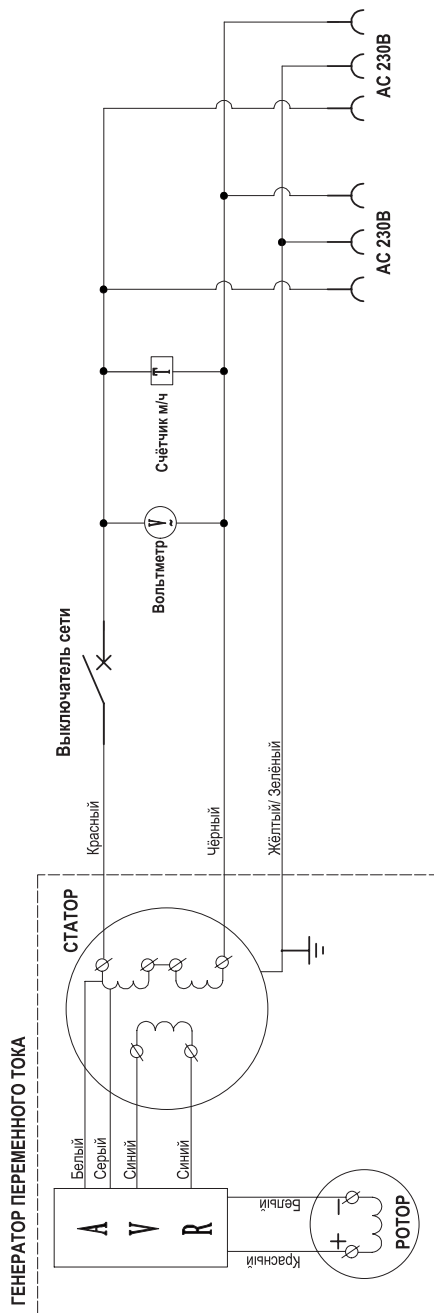 ГЕНЕРАТОР ПЕРЕМЕННОГО ТОКА
СТАТОР
A V R
Белый
Серый
Синий
Синий
Белый
Красный
+
−
РОТОР
Красный
Чёрный
Жёлтый/ Зелёный
Выключатель сети
Вольтметр
V
~
Счётчик м/ч
T
AC 230В
AC 230В